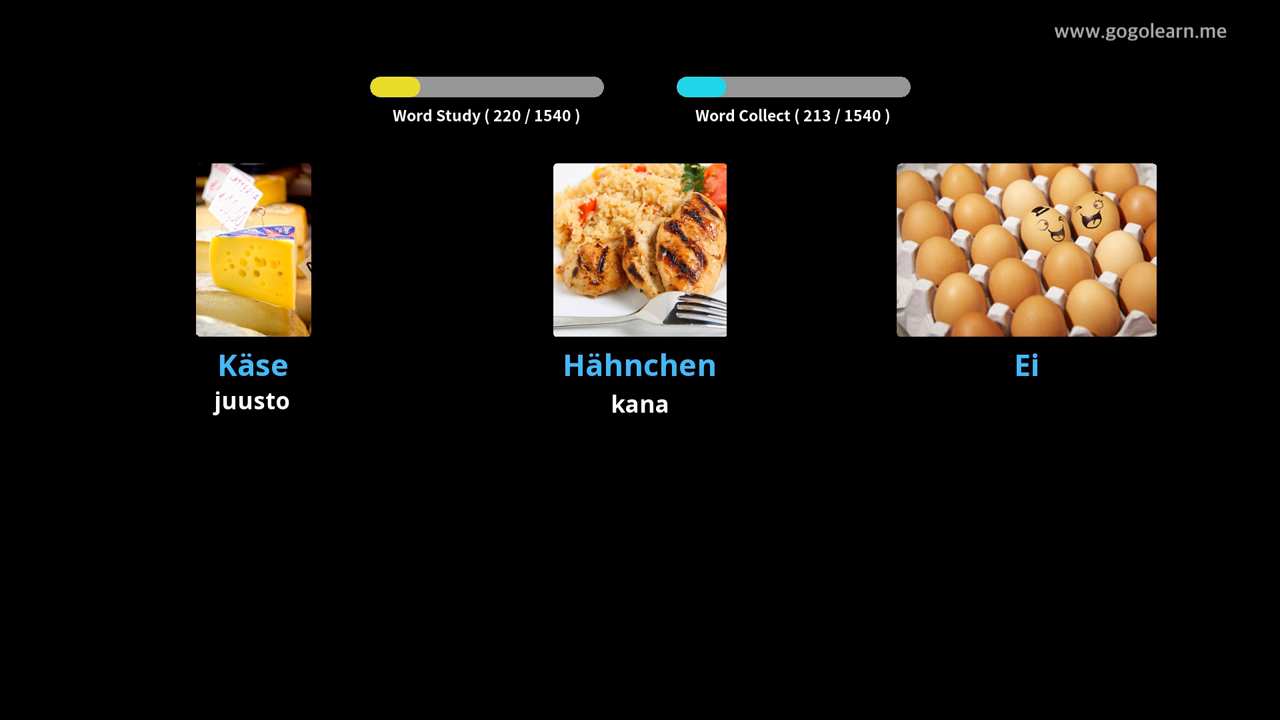 www.gogolearn.me
Word Study ( 220 / 1540 )
Word Collect ( 213 / 1540 )
Käse
Hähnchen
Ei
juusto
kana